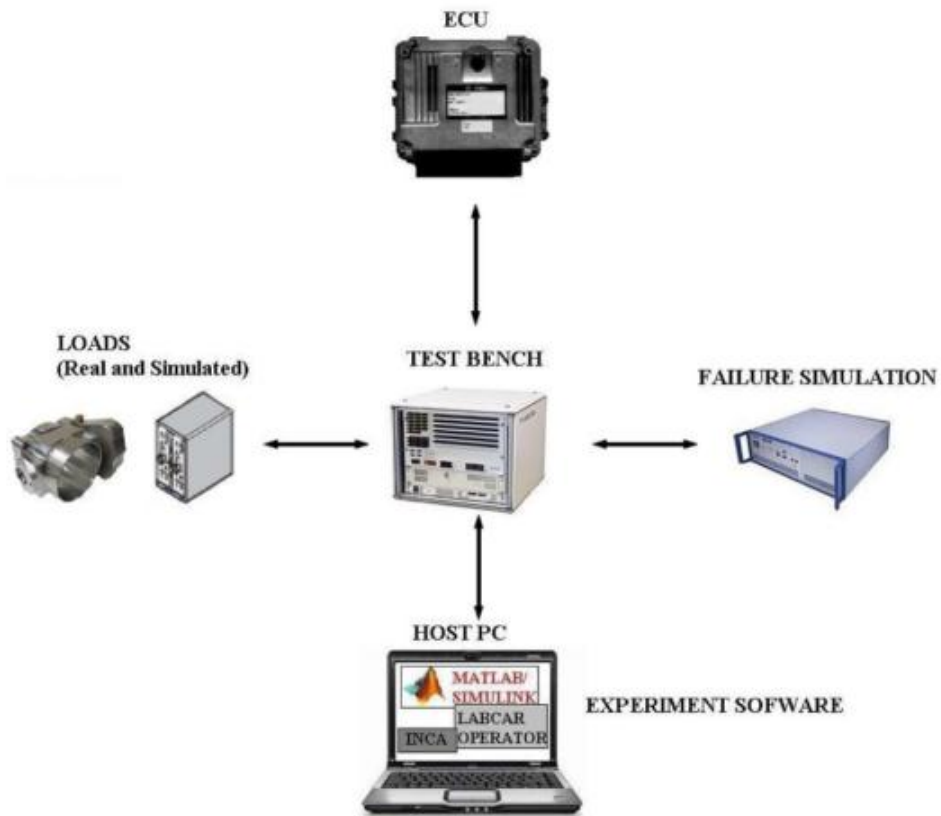 ECU
LOADS
(Real and Simulated)
TEST BENCH
FAILURE SIMULATION
HOST PC
MATLAB/
SIMULINK
LABCAR
INCA OPERATOR
EXPERIMENT SOFWARE